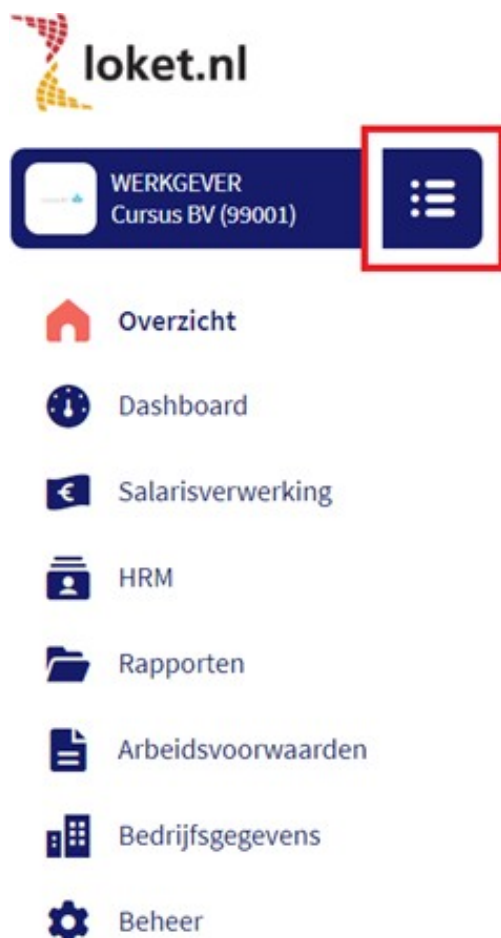 loket.nl
WERKGEVER
Cursus BV (99001)
Overzicht
Dashboard
Salarisverwerking
HRM
Rapporten
Arbeidsvoorwaarden
Bedrijfsgegevens
Beheer